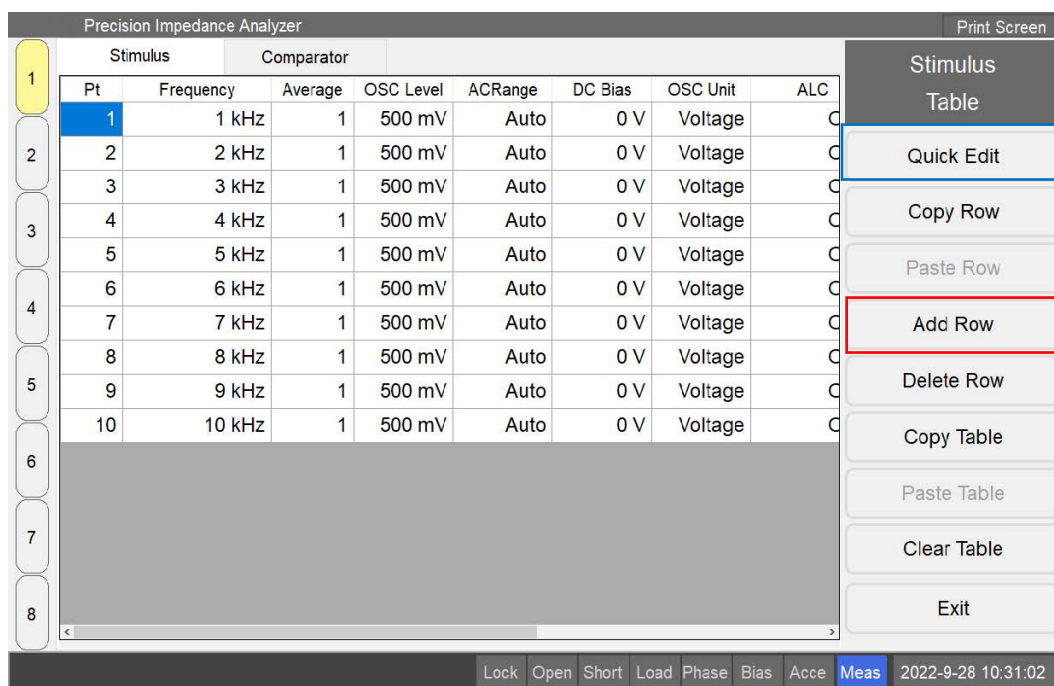 Precision Impedance Analyzer Print Screen
Stimulus Comparator
Stimulus
Table
Pt Frequency Average OSC Level ACRange DC Bias OSC Unit ALC
1 1 kHz 1 500 mV Auto 0 V Voltage
2 2 kHz 1 500 mV Auto 0 V Voltage
3 3 kHz 1 500 mV Auto 0 V Voltage
4 4 kHz 1 500 mV Auto 0 V Voltage
5 5 kHz 1 500 mV Auto 0 V Voltage
6 6 kHz 1 500 mV Auto 0 V Voltage
7 7 kHz 1 500 mV Auto 0 V Voltage
8 8 kHz 1 500 mV Auto 0 V Voltage
9 9 kHz 1 500 mV Auto 0 V Voltage
10 10 kHz 1 500 mV Auto 0 V Voltage
1
2
3
4
5
6
7
8
Quick Edit
Copy Row
Paste Row
Add Row
Delete Row
Copy Table
Paste Table
Clear Table
Exit
Lock Open Short Load Phase Bias Acce Meas 2022-9-28 10:31:02